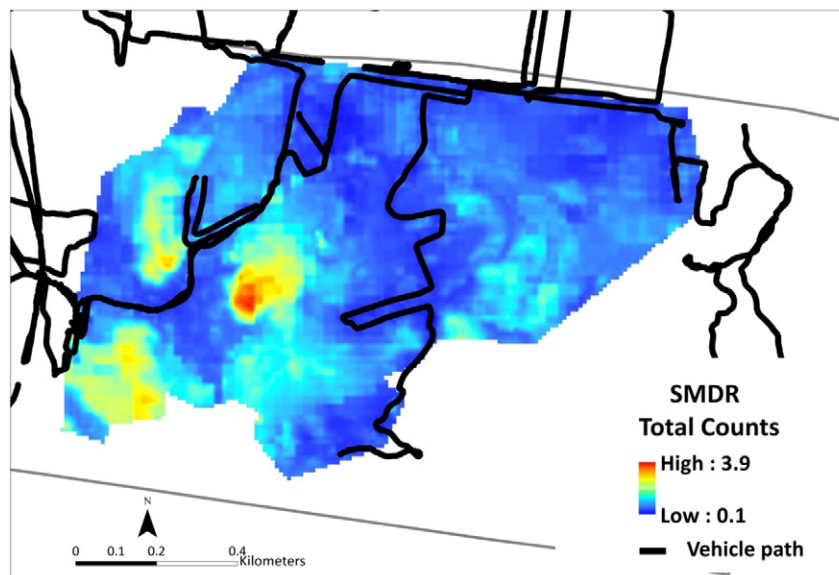 SMDR
Total Counts
High : 3.9
Low : 0.1
Vehicle path
N
0 0.1 0.2 0.4
Kilometers